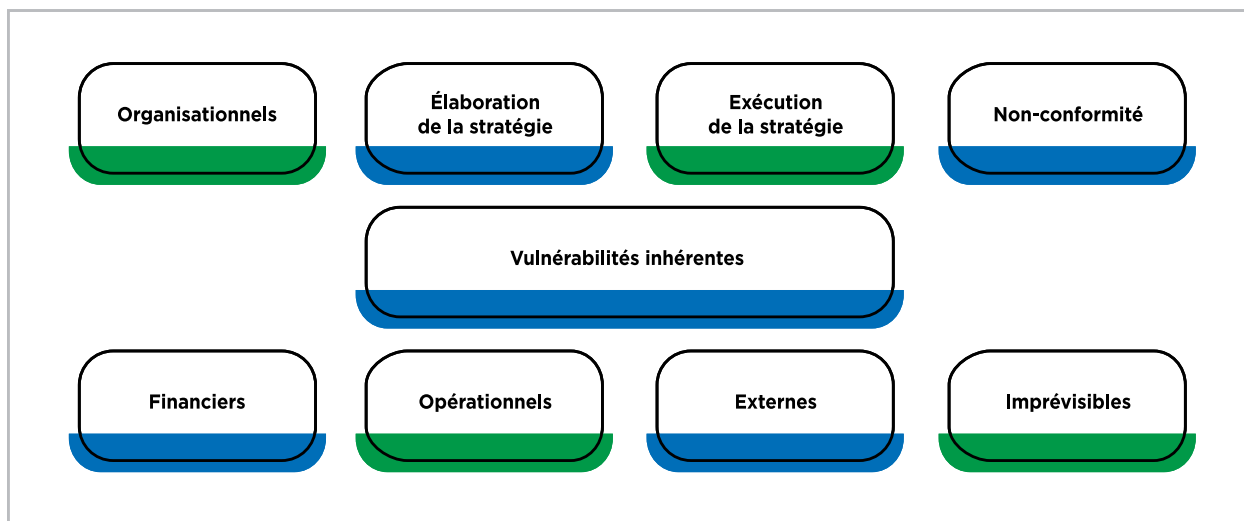 Organisationnels
Élaboration
de la stratégie
Exécution
de la stratégie
Non-conformité
Vulnérabilités inhérentes
Financiers
Opérationnels
Externes
Imprévisibles